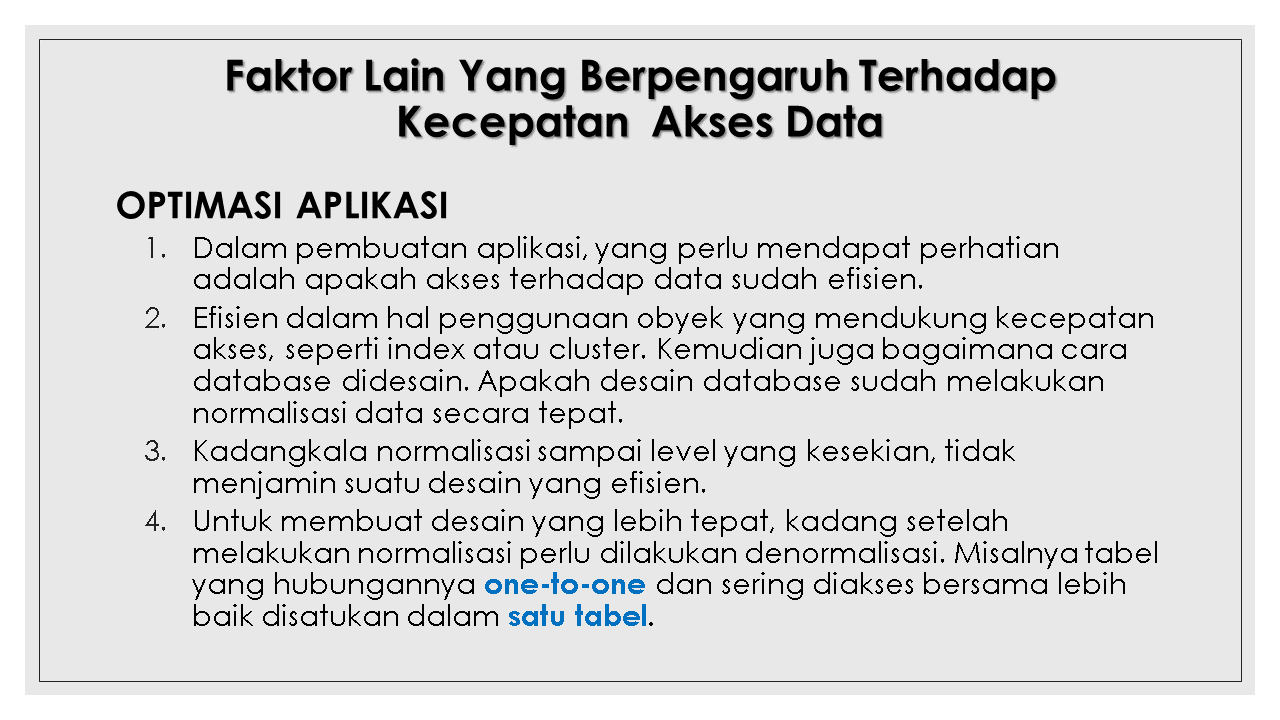 Faktor Lain Yang Berpengaruh Terhadap
Kecepatan Akses Data
OPTIMASI APLIKASI
1. Dalam pembuatan aplikasi, yang perlu mendapat perhatian
adalah apakah akses terhadap data sudah efisien.
2. Efisien dalam hal penggunaan obyek yang mendukung kecepatan
akses, seperti index atau cluster. Kemudian juga bagaimana cara
database didesain. Apakah desain database sudah melakukan
normalisasi data secara tepat.
3. Kadangkala normalisasi sampai level yang kesekian, tidak
menjamin suatu desain yang efisien.
4. Untuk membuat desain yang lebih tepat, kadang setelah
melakukan normalisasi perlu dilakukan denormalisasi. Misalnya tabel
yang hubungannya one-to-one dan sering diakses bersama lebih
baik disatukan dalam satu tabel.